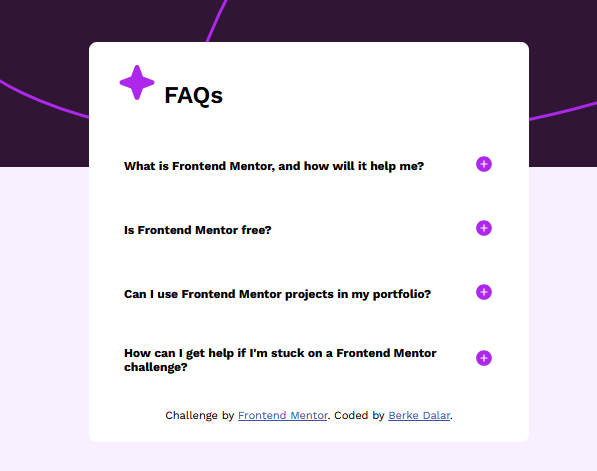 FAQs
What is Frontend Mentor, and how will it help me?
Is Frontend Mentor free?
Can I use Frontend Mentor projects in my portfolio?
How can I get help if I'm stuck on a Frontend Mentor
challenge?
Challenge by Frontend Mentor. Coded by Berke Dalar.